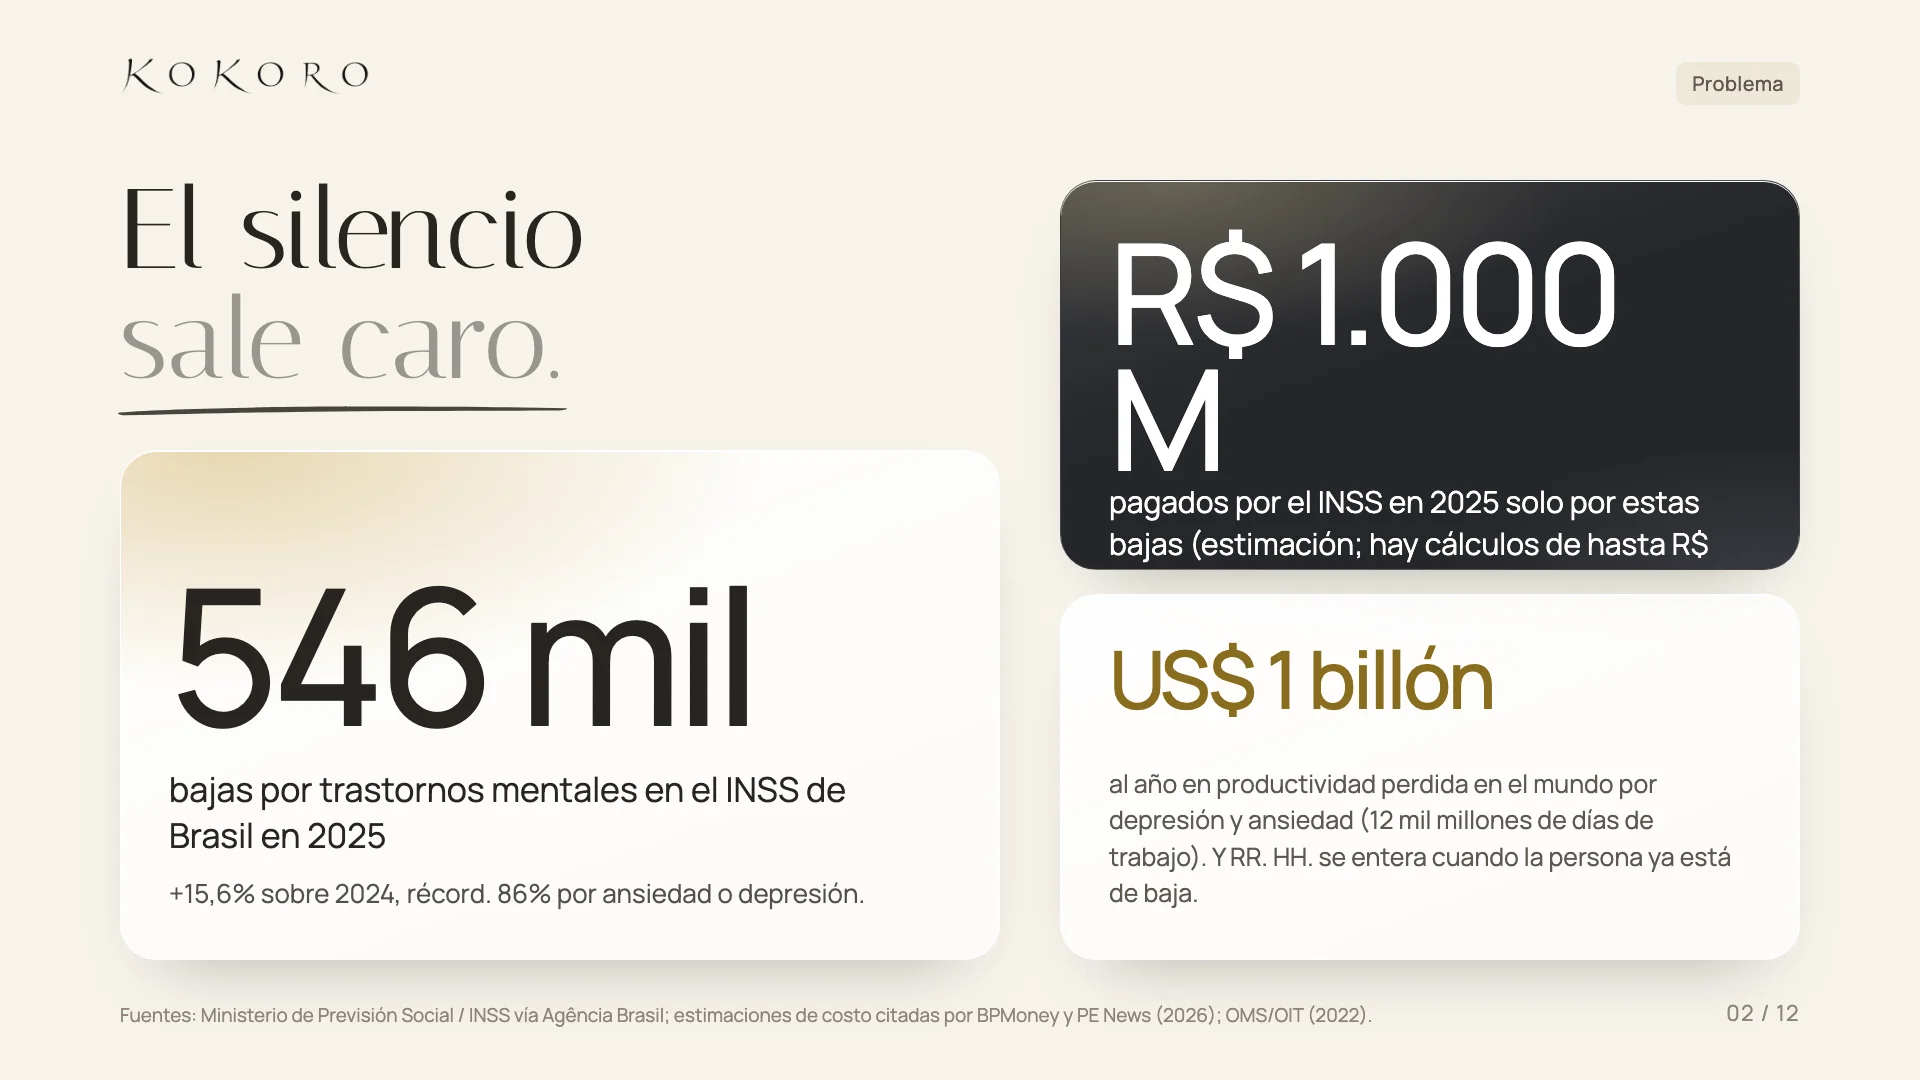 KOKORO
Problema
El silencio
sale caro.
546 mil
bajas por trastornos mentales en el INSS de
Brasil en 2025
+15,6% sobre 2024, récord. 86% por ansiedad o depresión.
R$ 1.000
M
pagados por el INSS en 2025 solo por estas
bajas (estimación; hay cálculos de hasta R$
US$ 1 billón
al año en productividad perdida en el mundo por
depresión y ansiedad (12 mil millones de días de
trabajo). Y RR. HH. se entera cuando la persona ya está
de baja.
Fuentes: Ministerio de Previsión Social / INSS vía Agência Brasil; estimaciones de costo citadas por BPMoney y PE News (2026); OMS/OIT (2022).
02 / 12